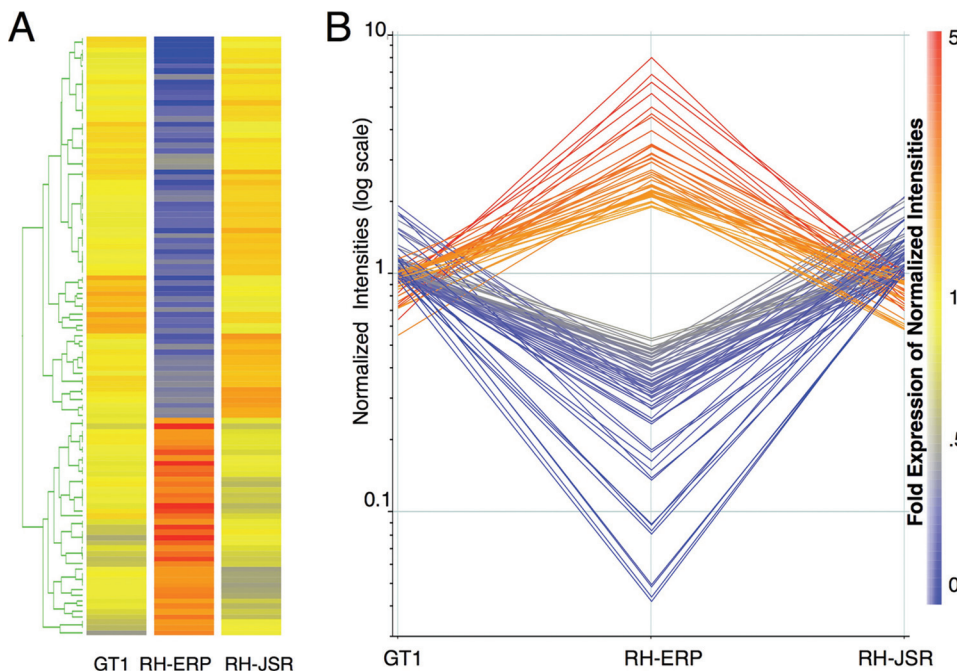 A
GT1 RH-ERP RH-JSR
B
Normalized Intensities (log scale)
10
1
0.1
GT1
RH-ERP
RH-JSR
Fold Expression of Normalized Intensities
5
1
.5
0